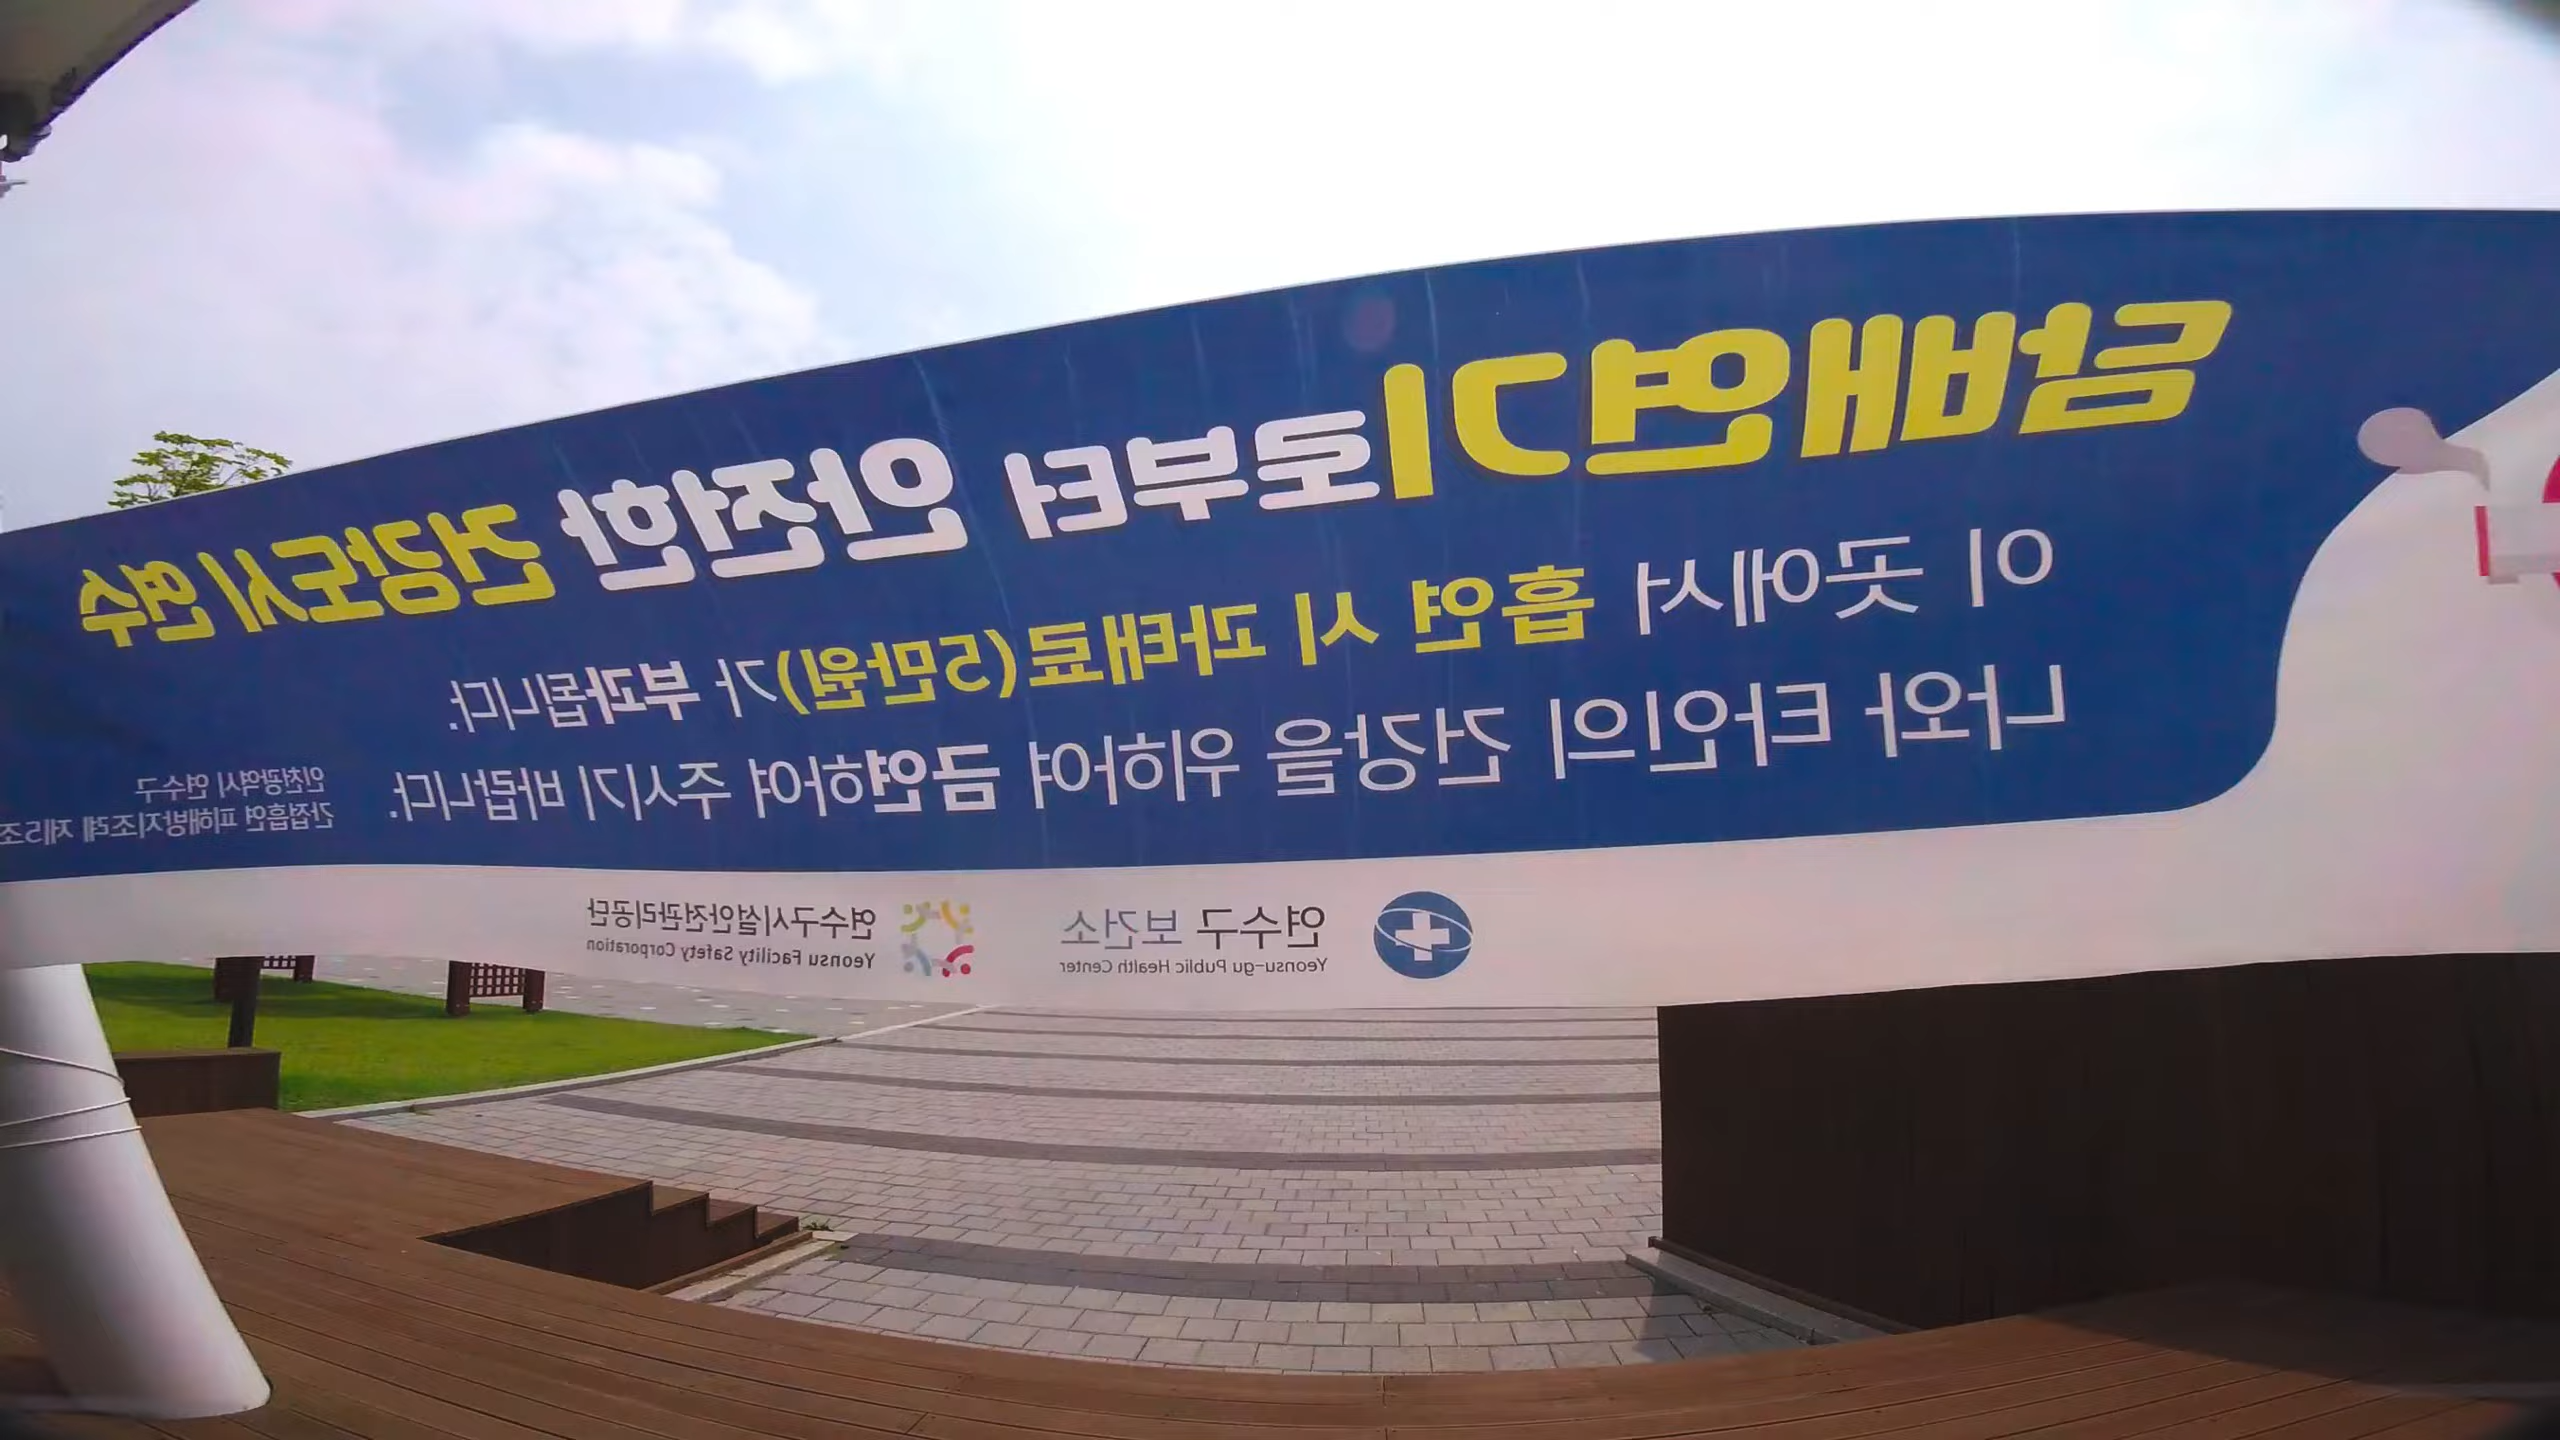 담배연기로부터 안전한 건강도시 연수
이 곳에서 흡연 시 과태료(5만원)가 부과됩니다.
나와 타인의 건강을 위하여 금연하여 주시기 바랍니다.
인천광역시 연수구
간접흡연 피해방지조례 제5조
연수구 보건소
Yeonsu-gu Public Health Center
연수구시설안전관리공단
Yeonsu Facility Safety Corporation